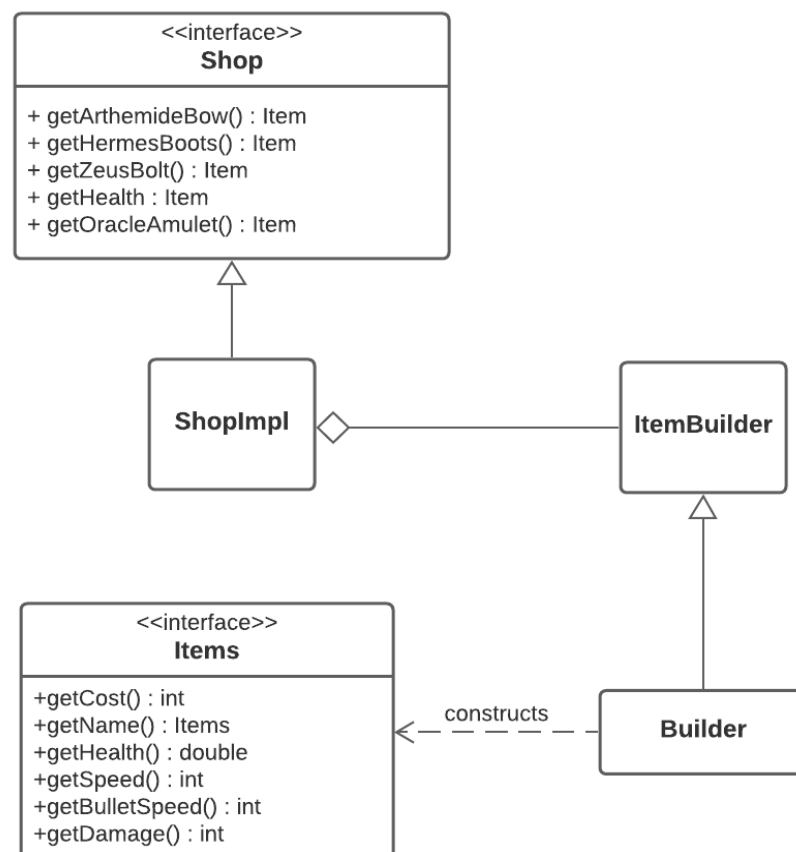 <<interface>>
Shop
+ getArthemideBow() : Item
+ getHermesBoots() : Item
+ getZeusBolt() : Item
+ getHealth : Item
+ getOracleAmulet() : Item
ShopImpl
ItemBuilder
<<interface>>
Items
+getCost() : int
+getName() : Items
+getHealth() : double
+getSpeed() : int
+getBulletSpeed() : int
+getDamage() : int
constructs
Builder